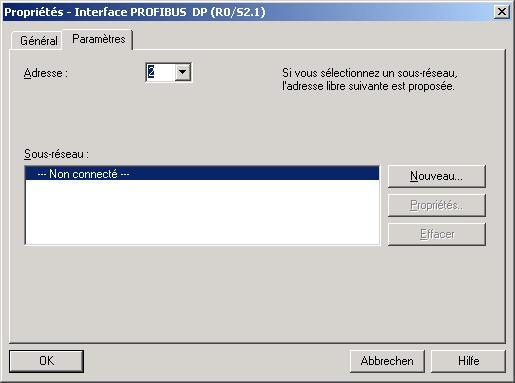 Propriétés - Interface PROFIBUS DP (R0/S2.1)
Général Paramètres
Adresse : 2
Si vous sélectionnez un sous-réseau,
l'adresse libre suivante est proposée.
Sous-réseau :
--- Non connecté ---
Nouveau...
Propriétés..
Effacer
OK Abbrechen Hilfe